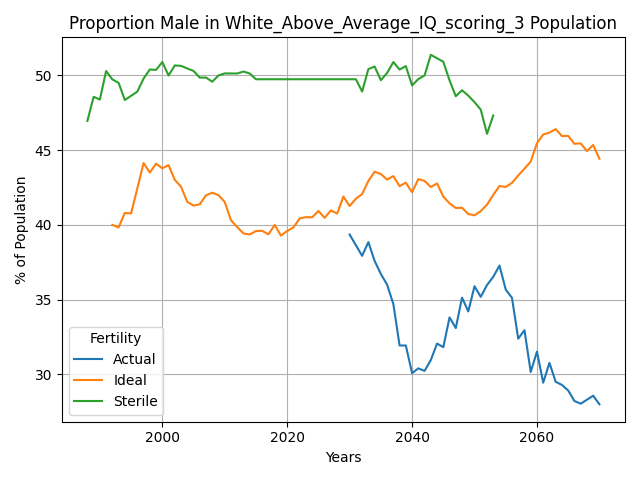 Proportion Male in White_Above_Average_IQ_scoring_3 Population
% of Population
50
45
40
35
30
Fertility
Actual
Ideal
Sterile
2000
2020
2040
2060
Years